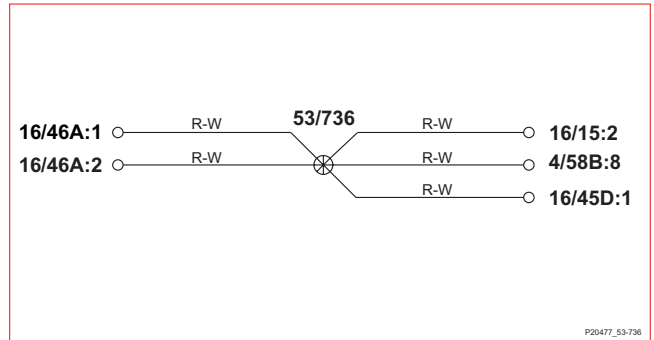 53/736
16/46A:1 R-W R-W 16/15:2
16/46A:2 R-W R-W 4/58B:8
R-W 16/45D:1
P20477_53-736